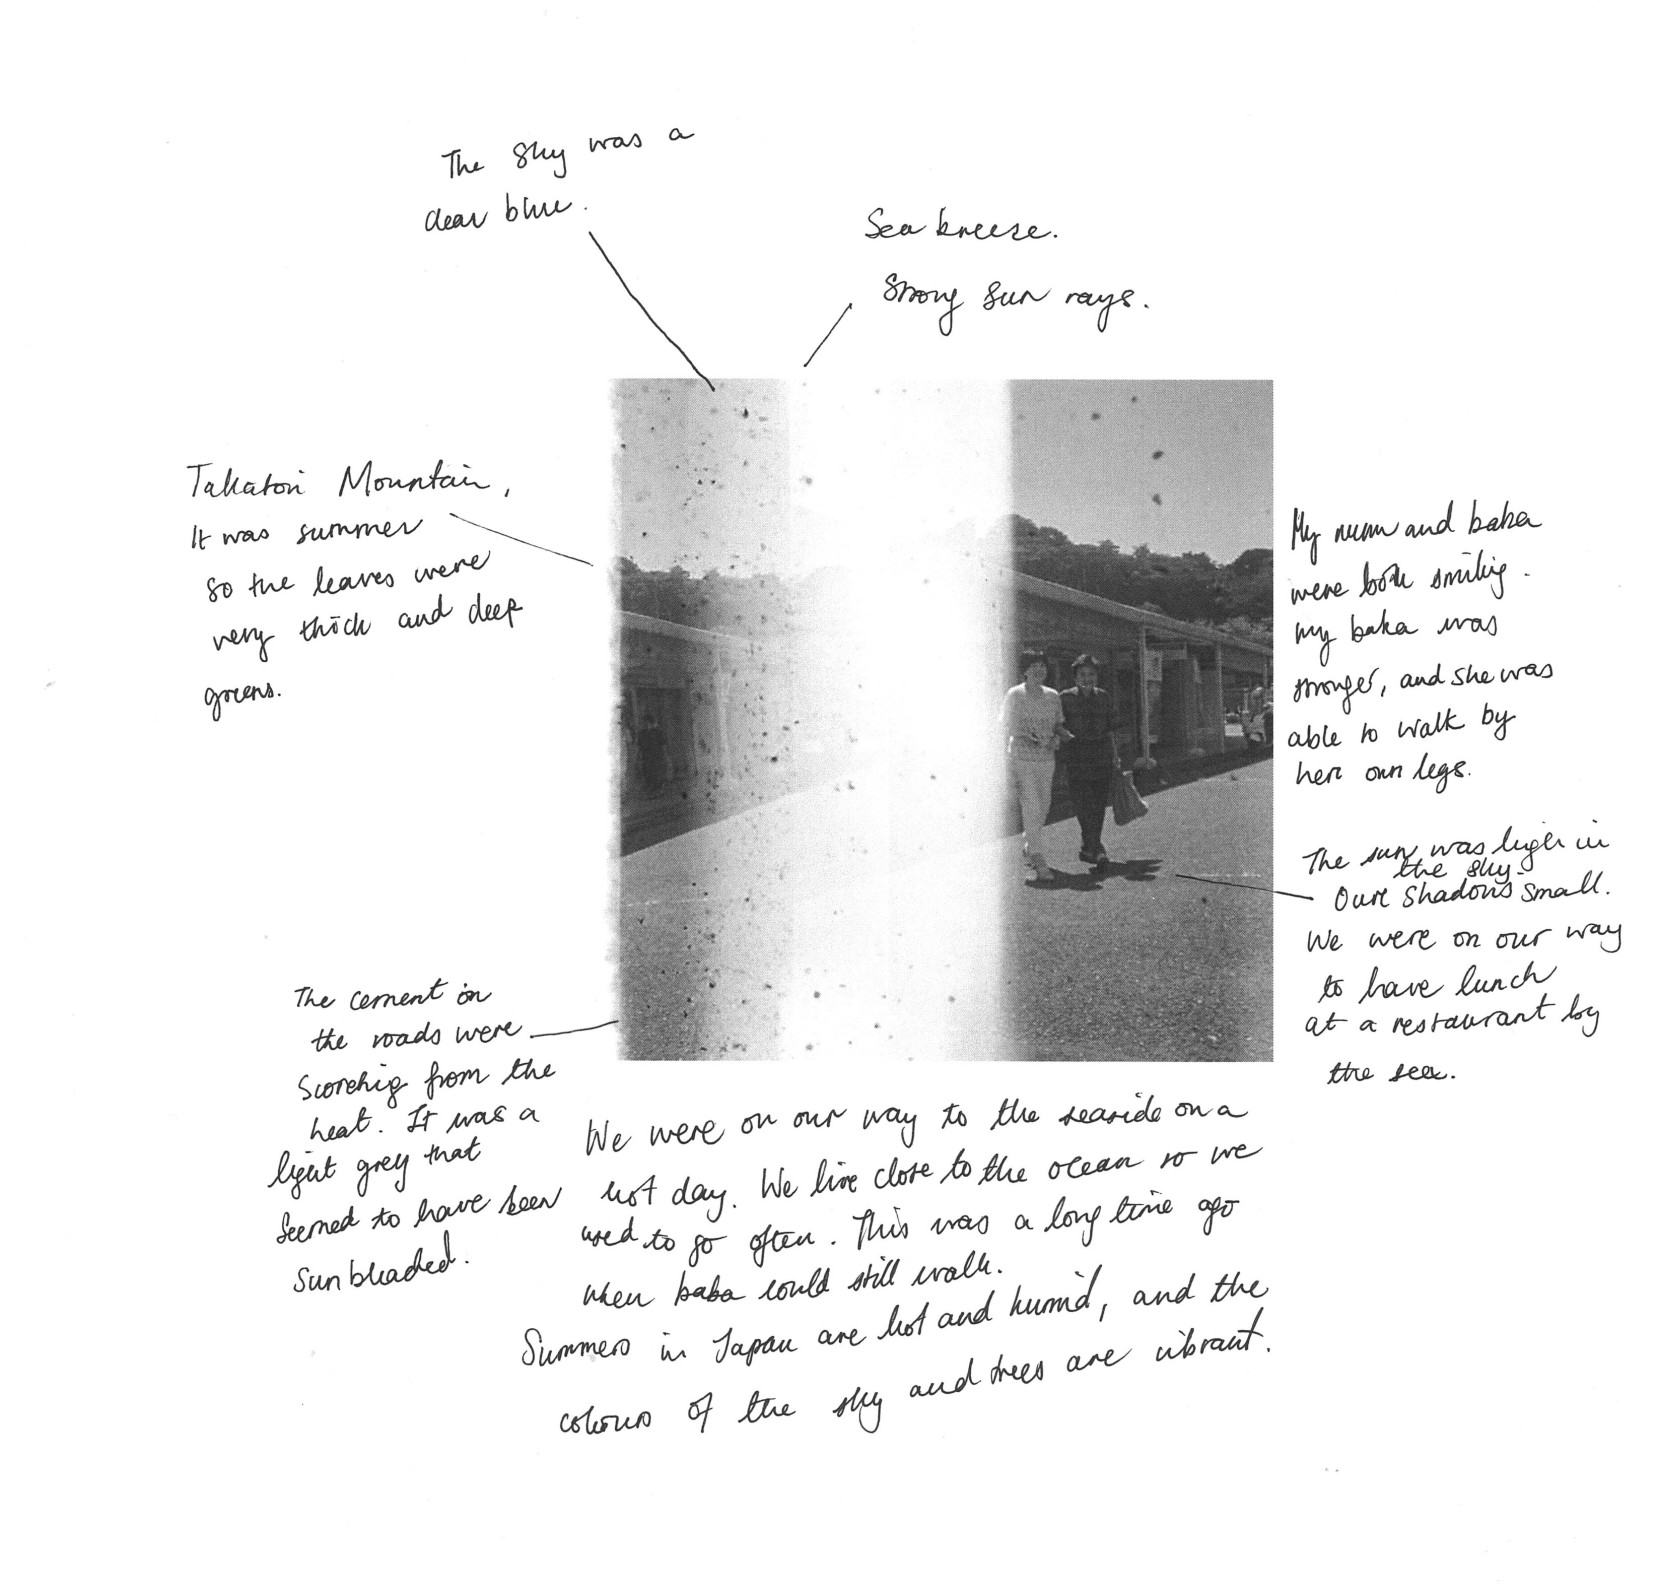 The sky was a
clear blue.
Sea breeze.
Strong sun rays.
Takatori Mountain,
It was summer
so the leaves were
very thick and deep
greens.
My mum and baba
were both smiling.
my baba was
stronger, and she was
able to walk by
her own legs.
The sun was high in
the sky.
Our shadows small.
We were on our way
to have lunch
at a restaurant by
the sea.
The cement on
the roads were
scorching from the
heat. It was a
light grey that
seemed to have been
sunbleached.
We were on our way to the seaside on a
hot day. We live close to the ocean so we
used to go often. This was a long time ago
when baba could still walk.
Summers in Japan are hot and humid, and the
colours of the sky and trees are vibrant.